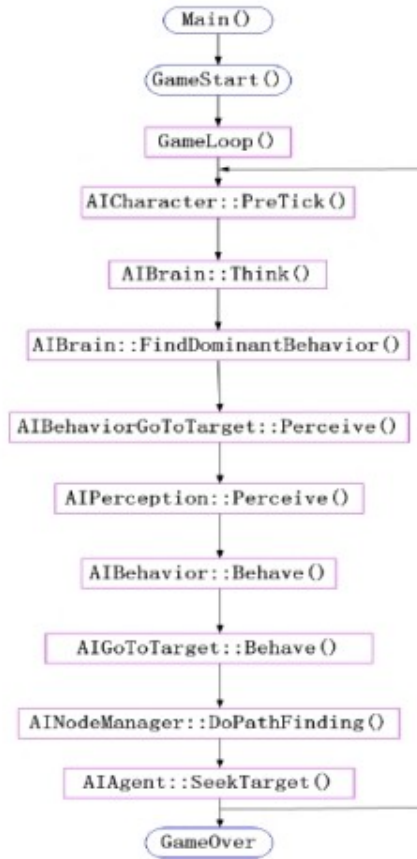 Main()
GameStart()
GameLoop()
AICharacter::PreTick()
AIBrain::Think()
AIBrain::FindDominantBehavior()
AIBehaviorGoToTarget::Perceive()
AIPerception::Perceive()
AIBehavior::Behave()
AIGoToTarget::Behave()
AINodeManager::DoPathFinding()
AIAgent::SeekTarget()
GameOver